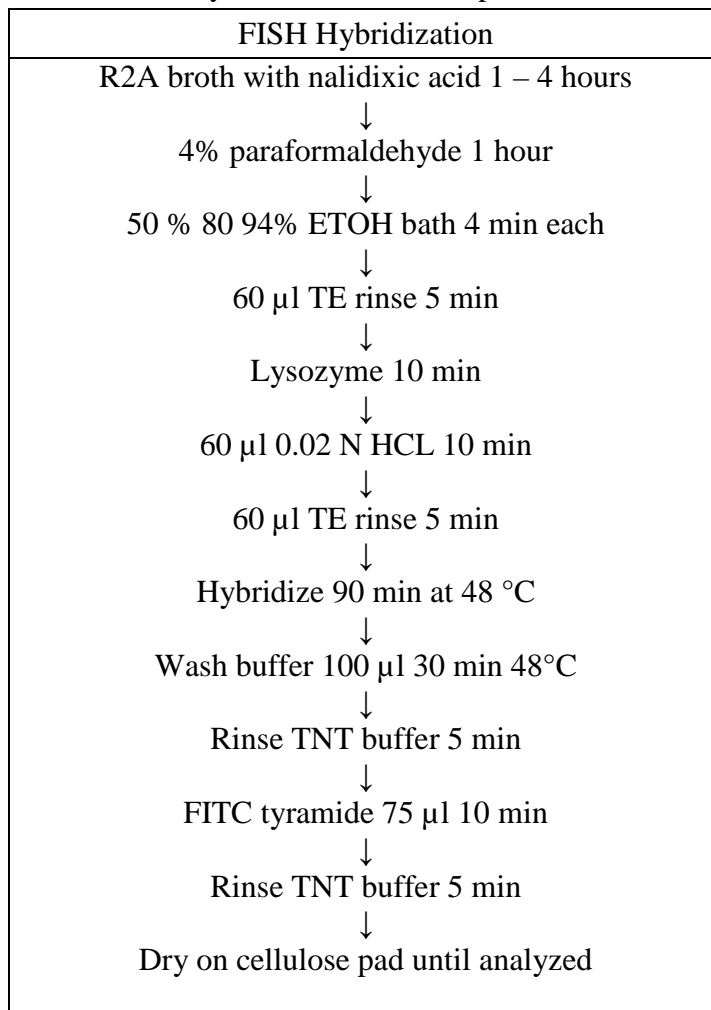 FISH Hybridization
R2A broth with nalidixic acid 1 – 4 hours
↓
4% paraformaldehyde 1 hour
↓
50 % 80 94% ETOH bath 4 min each
↓
60 µl TE rinse 5 min
↓
Lysozyme 10 min
↓
60 µl 0.02 N HCL 10 min
↓
60 µl TE rinse 5 min
↓
Hybridize 90 min at 48 °C
↓
Wash buffer 100 µl 30 min 48°C
↓
Rinse TNT buffer 5 min
↓
FITC tyramide 75 µl 10 min
↓
Rinse TNT buffer 5 min
↓
Dry on cellulose pad until analyzed